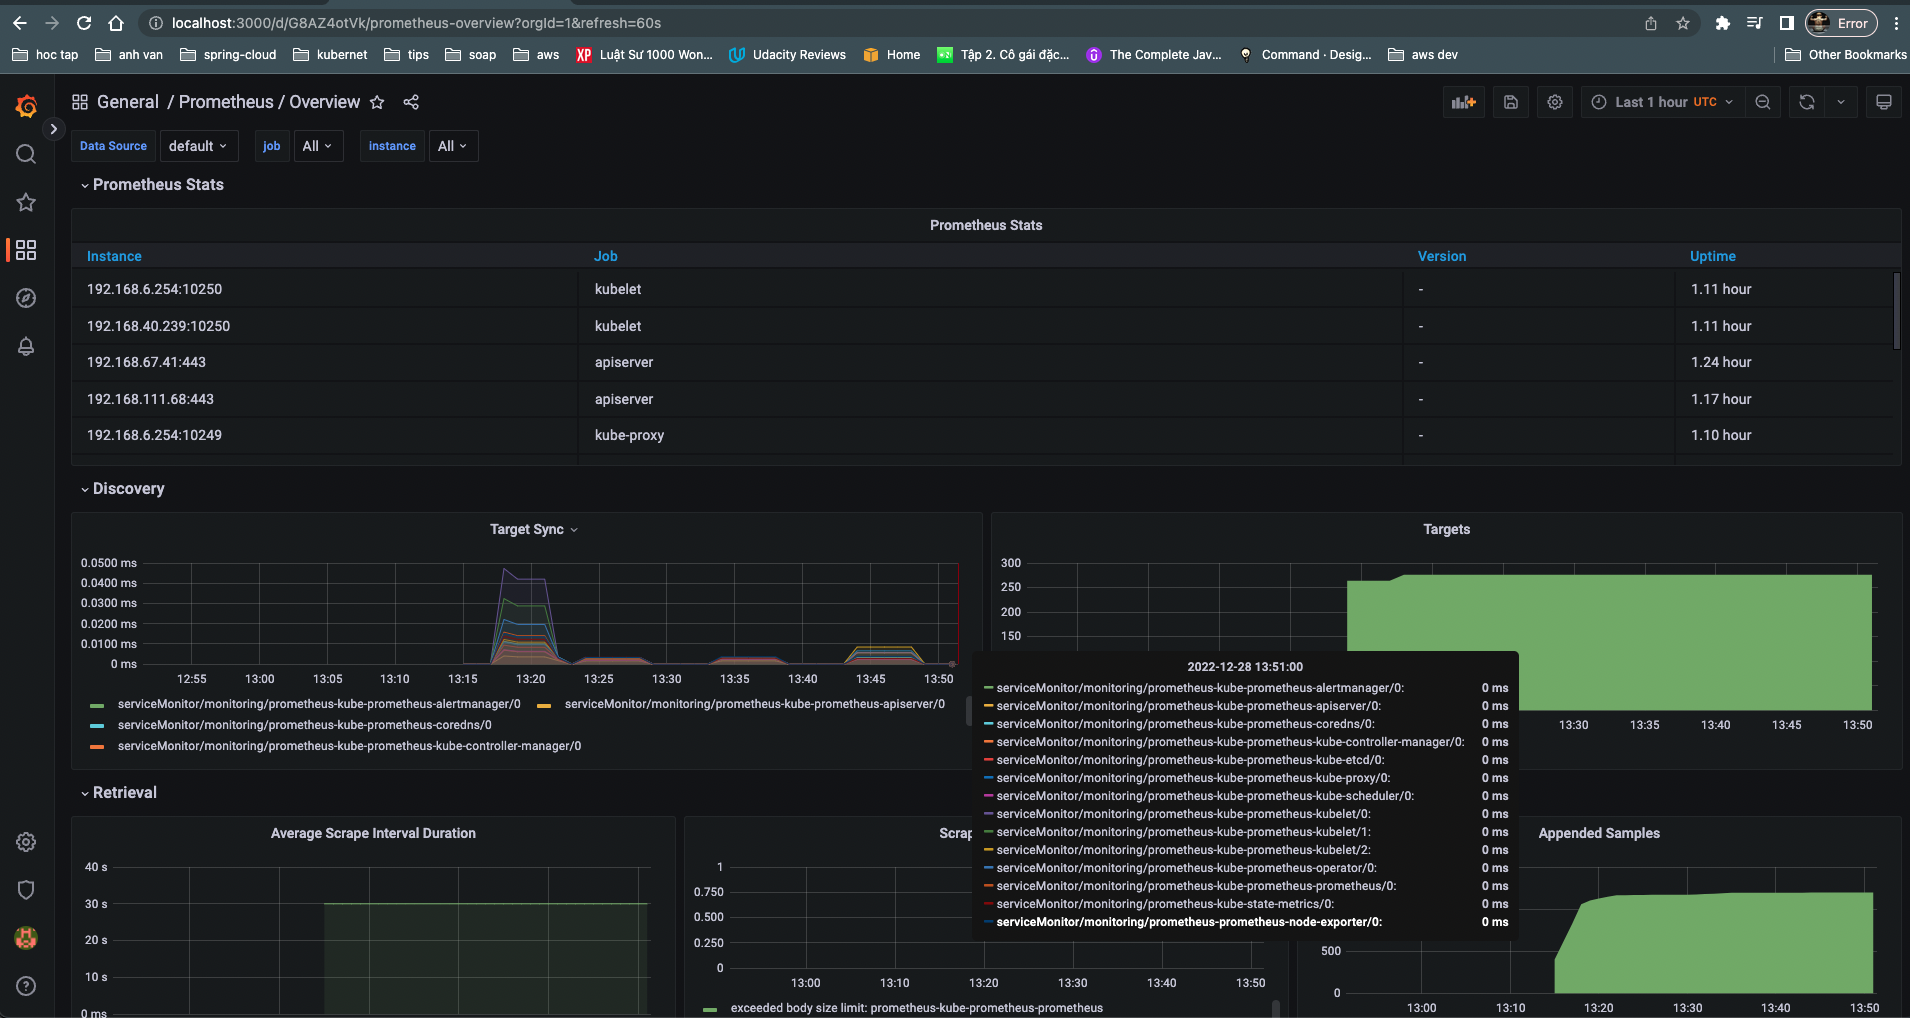 localhost:3000/d/G8AZ4otVk/prometheus-overview?orgId=1&refresh=60s
Error
hoc tap
anh van
spring-cloud
kubernet
tips
soap
aws
XP Luật Sư 1000 Won...
Udacity Reviews
Home
Tập 2. Cô gái đặc...
The Complete Jav...
Command · Desig...
aws dev
Other Bookmarks
General / Prometheus / Overview
Last 1 hour UTC
Data Source default
job All
instance All
Prometheus Stats
Prometheus Stats
Instance Job Version Uptime
192.168.6.254:10250 kubelet - 1.11 hour
192.168.40.239:10250 kubelet - 1.11 hour
192.168.67.41:443 apiserver - 1.24 hour
192.168.111.68:443 apiserver - 1.17 hour
192.168.6.254:10249 kube-proxy - 1.10 hour
Discovery
Target Sync
0.0500 ms
0.0400 ms
0.0300 ms
0.0200 ms
0.0100 ms
0 ms
12:55 13:00 13:05 13:10 13:15 13:20 13:25 13:30 13:35 13:40 13:45 13:50
serviceMonitor/monitoring/prometheus-kube-prometheus-alertmanager/0 serviceMonitor/monitoring/prometheus-kube-prometheus-apiserver/0
serviceMonitor/monitoring/prometheus-kube-prometheus-coredns/0
serviceMonitor/monitoring/prometheus-kube-prometheus-kube-controller-manager/0
Targets
300
250
200
150
13:30 13:35 13:40 13:45 13:50
2022-12-28 13:51:00
serviceMonitor/monitoring/prometheus-kube-prometheus-alertmanager/0: 0 ms
serviceMonitor/monitoring/prometheus-kube-prometheus-apiserver/0: 0 ms
serviceMonitor/monitoring/prometheus-kube-prometheus-coredns/0: 0 ms
serviceMonitor/monitoring/prometheus-kube-prometheus-kube-controller-manager/0: 0 ms
serviceMonitor/monitoring/prometheus-kube-prometheus-kube-etcd/0: 0 ms
serviceMonitor/monitoring/prometheus-kube-prometheus-kube-proxy/0: 0 ms
serviceMonitor/monitoring/prometheus-kube-prometheus-kube-scheduler/0: 0 ms
serviceMonitor/monitoring/prometheus-kube-prometheus-kubelet/0: 0 ms
serviceMonitor/monitoring/prometheus-kube-prometheus-kubelet/1: 0 ms
serviceMonitor/monitoring/prometheus-kube-prometheus-kubelet/2: 0 ms
serviceMonitor/monitoring/prometheus-kube-prometheus-operator/0: 0 ms
serviceMonitor/monitoring/prometheus-kube-prometheus-prometheus/0: 0 ms
serviceMonitor/monitoring/prometheus-kube-state-metrics/0: 0 ms
serviceMonitor/monitoring/prometheus-prometheus-node-exporter/0: 0 ms
Retrieval
Average Scrape Interval Duration
40 s
30 s
20 s
10 s
0 ms
Scrap
1
0.750
0.500
0.250
0
13:00 13:10 13:20 13:30 13:40 13:50
exceeded body size limit: prometheus-kube-prometheus-prometheus
Appended Samples
500
0
13:00 13:10 13:20 13:30 13:40 13:50